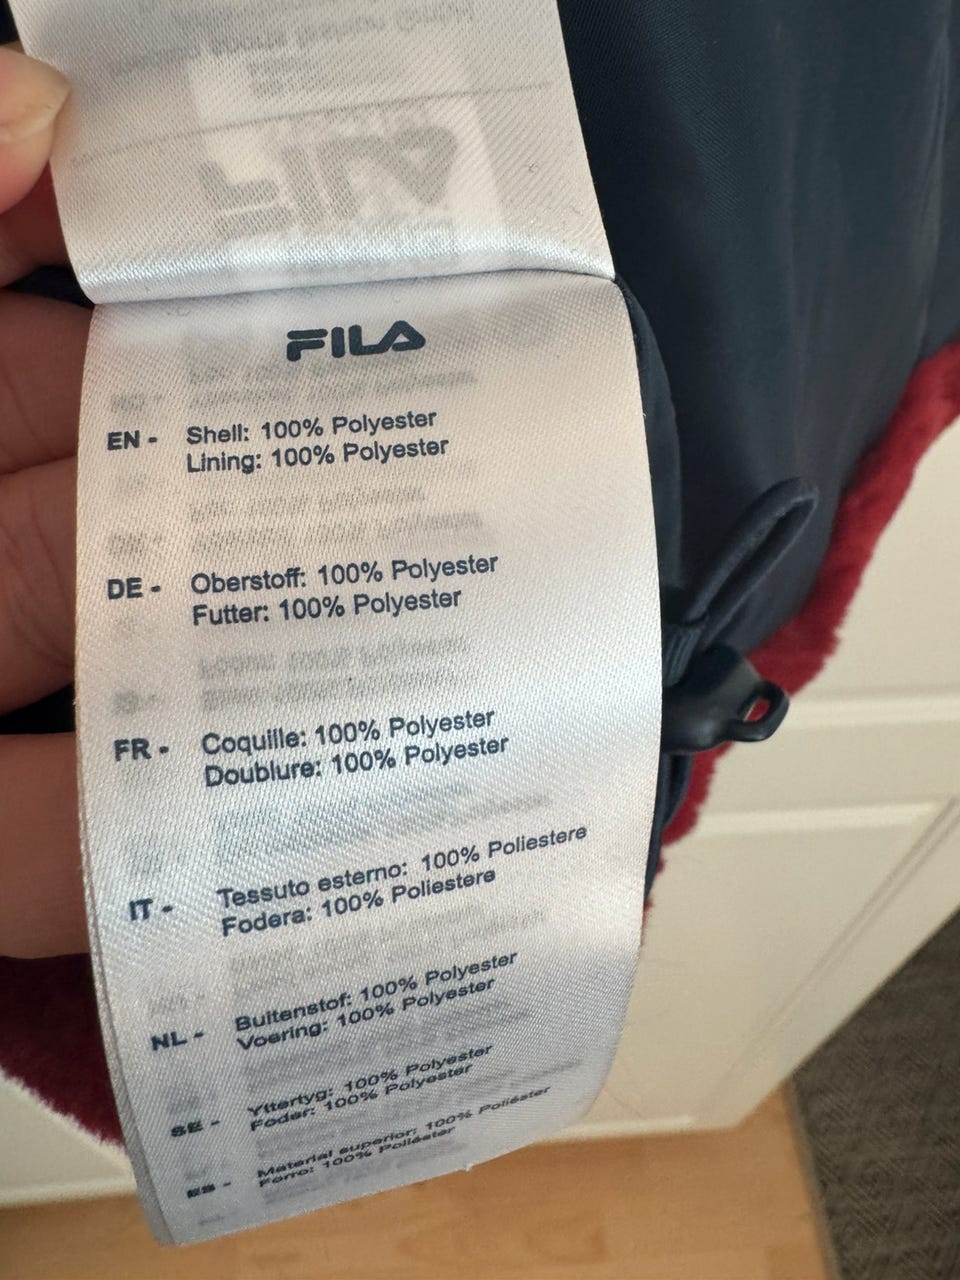 FILA
EN - Shell: 100% Polyester
Lining: 100% Polyester
DE - Oberstoff: 100% Polyester
Futter: 100% Polyester
FR - Coquille: 100% Polyester
Doublure: 100% Polyester
IT - Tessuto esterno: 100% Poliestere
Fodera: 100% Poliestere
NL - Buitenstof: 100% Polyester
Voering: 100% Polyester
SE - Yttertyg: 100% Polyester
Foder: 100% Polyester
ES - Material superior: 100% Poliéster
Forro: 100% Poliéster